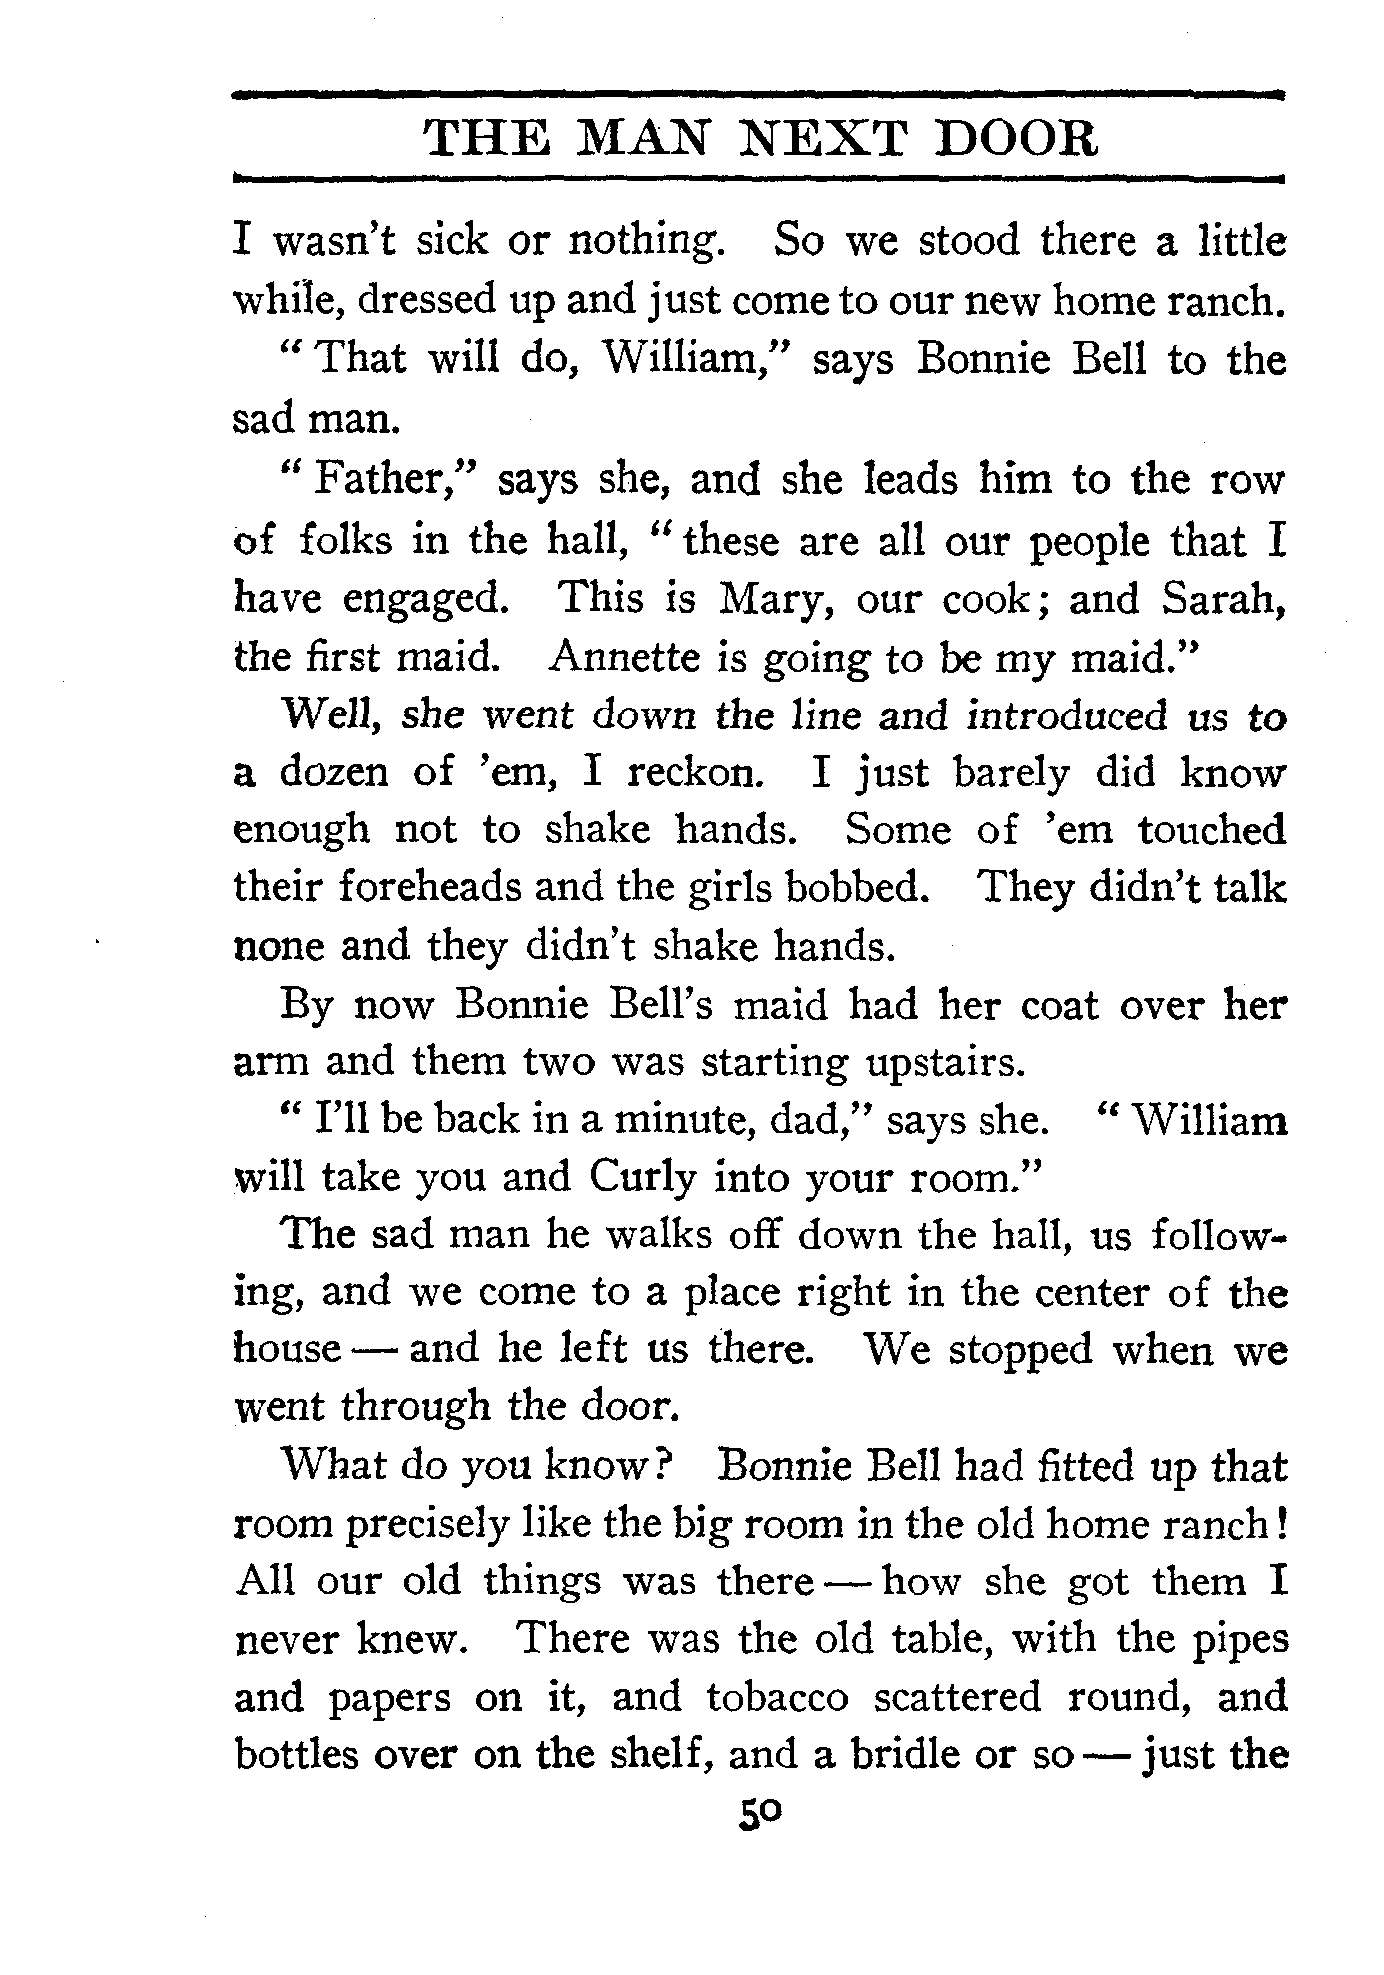 THE MAN NEXT DOOR
I wasn't sick or nothing. So we stood there a little
while, dressed up and just come to our new home ranch.
" That will do, William," says Bonnie Bell to the
sad man.
" Father," says she, and she leads him to the row
of folks in the hall, " these are all our people that I
have engaged. This is Mary, our cook; and Sarah,
the first maid. Annette is going to be my maid."
Well, she went down the line and introduced us to
a dozen of 'em, I reckon. I just barely did know
enough not to shake hands. Some of 'em touched
their foreheads and the girls bobbed. They didn't talk
none and they didn't shake hands.
By now Bonnie Bell's maid had her coat over her
arm and them two was starting upstairs.
" I'll be back in a minute, dad," says she. " William
will take you and Curly into your room."
The sad man he walks off down the hall, us follow-
ing, and we come to a place right in the center of the
house — and he left us there. We stopped when we
went through the door.
What do you know? Bonnie Bell had fitted up that
room precisely like the big room in the old home ranch!
All our old things was there — how she got them I
never knew. There was the old table, with the pipes
and papers on it, and tobacco scattered round, and
bottles over on the shelf, and a bridle or so — just the
50